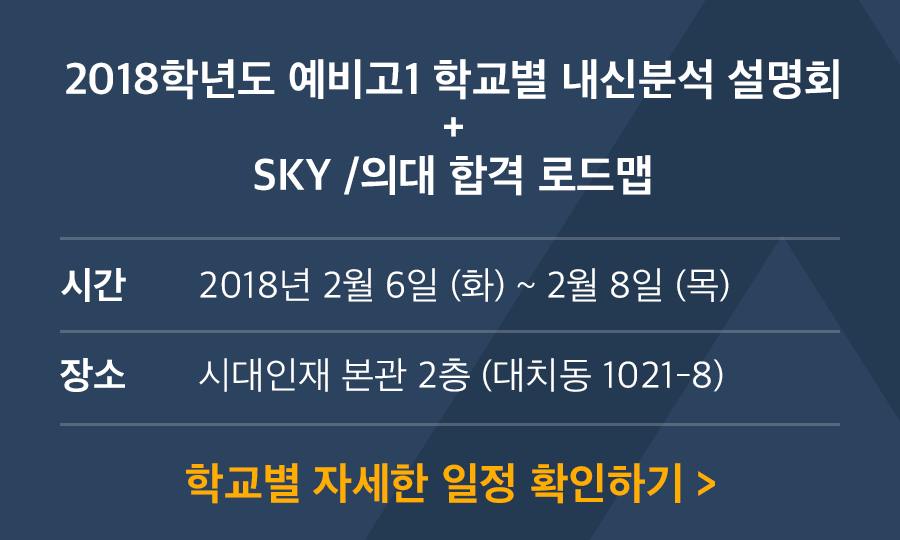 2018학년도 예비고1 학교별 내신분석 설명회
+
SKY /의대 합격 로드맵
시간 2018년 2월 6일 (화) ~ 2월 8일 (목)
장소 시대인재 본관 2층 (대치동 1021-8)
학교별 자세한 일정 확인하기 >